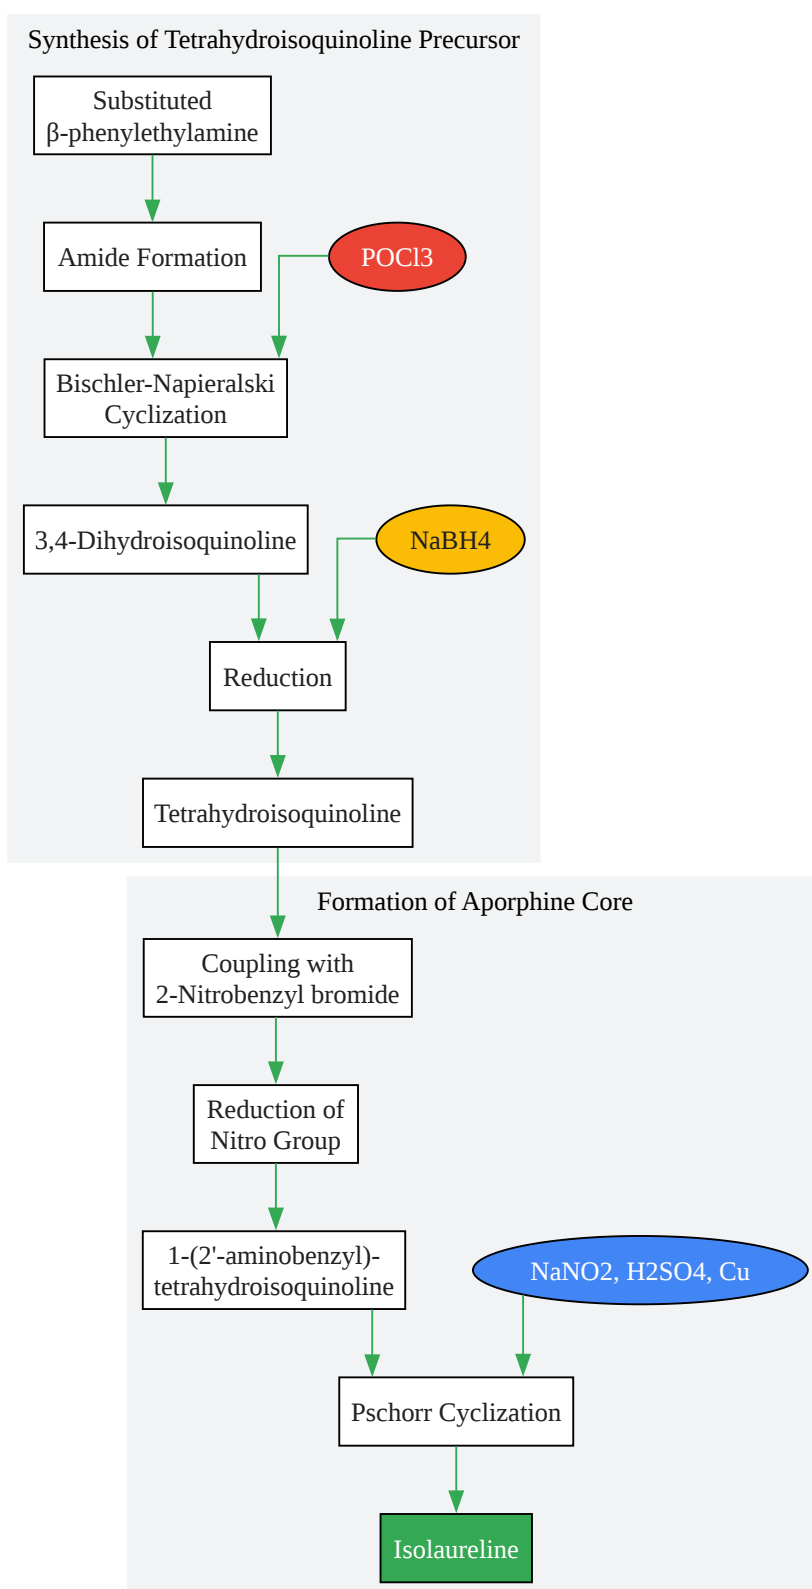 Synthesis of Tetrahydroisoquinoline Precursor
Substituted
β-phenylethylamine
Amide Formation
POCl3
Bischler-Napieralski
Cyclization
3,4-Dihydroisoquinoline
NaBH4
Reduction
Tetrahydroisoquinoline
Formation of Aporphine Core
Coupling with
2-Nitrobenzyl bromide
Reduction of
Nitro Group
1-(2'-aminobenzyl)-
tetrahydroisoquinoline
NaNO2, H2SO4, Cu
Pschorr Cyclization
Isolaureline